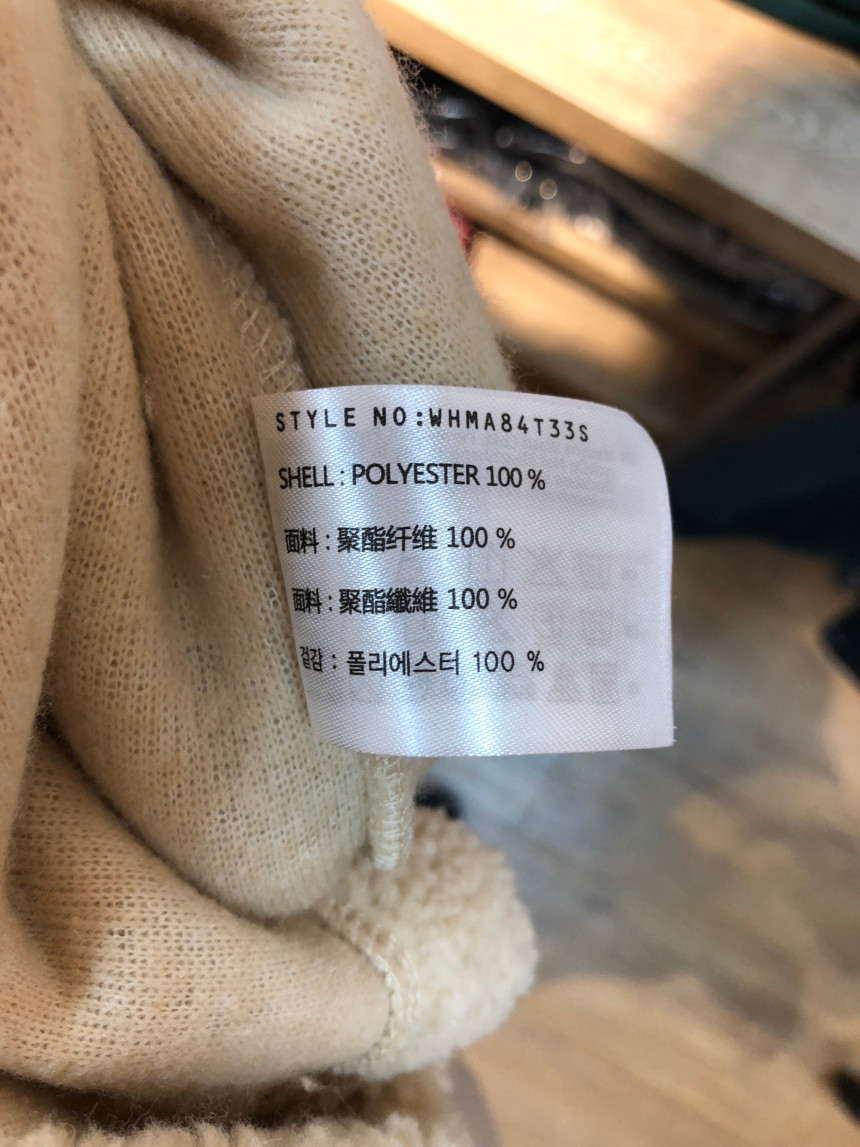 STYLE NO:WHMA84T33S
SHELL : POLYESTER 100 %
面料 : 聚酯纤维 100 %
面料 : 聚酯纖維 100 %
겉감 : 폴리에스터 100 %